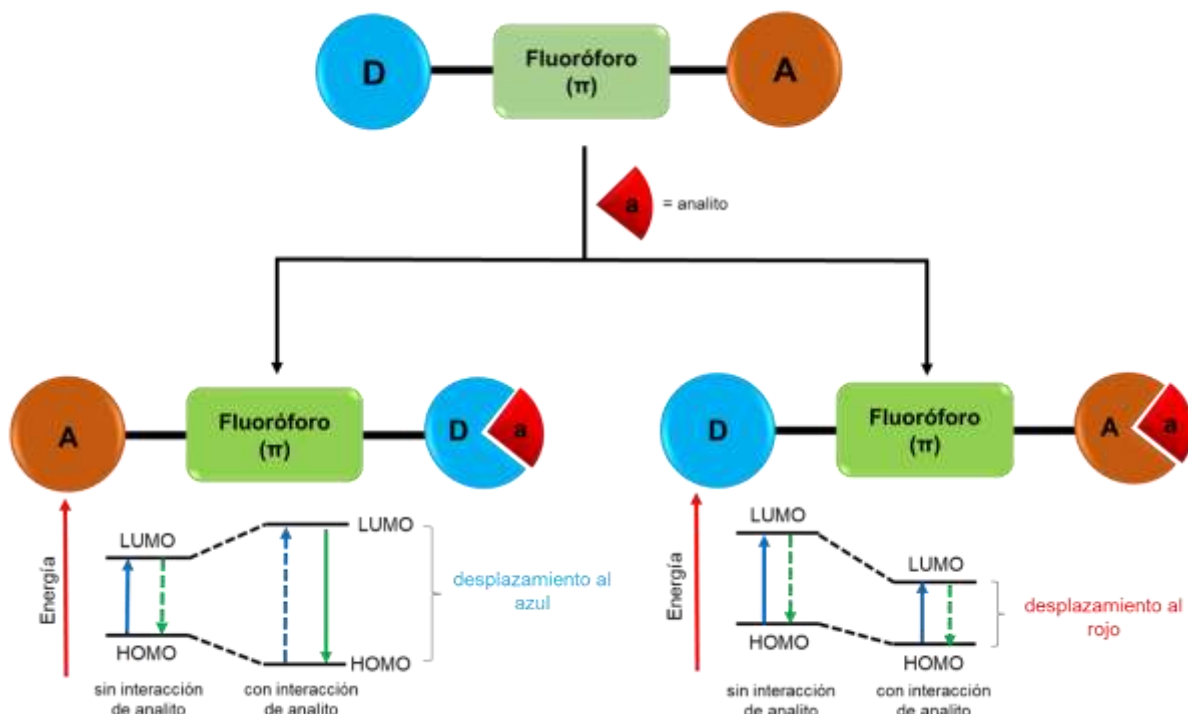 D
Fluoróforo
(π)
A
a
= analito
A
Fluoróforo
(π)
D
a
D
Fluoróforo
(π)
A
a
Energía
LUMO
HOMO
LUMO
HOMO
desplazamiento al
azul
sin interacción
de analito
con interacción
de analito
Energía
LUMO
HOMO
LUMO
HOMO
desplazamiento al
rojo
sin interacción
de analito
con interacción
de analito